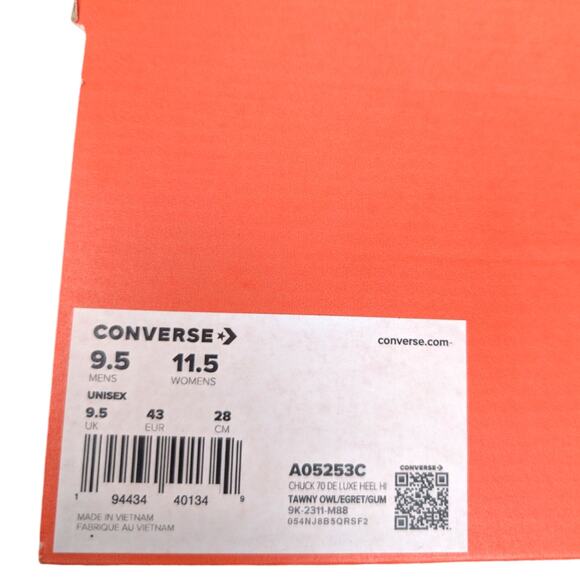 CONVERSE
converse.com
9.5 11.5
MENS WOMENS
UNISEX
9.5 43 28
UK EUR CM
1 94434 40134 9
MADE IN VIETNAM
FABRIQUE AU VIETNAM
A05253C
CHUCK 70 DE LUXE HEEL HI
TAWNY OWL/EGRET/GUM
9K-2311-M88
054NJ8B5QRSF2
CONVERSE